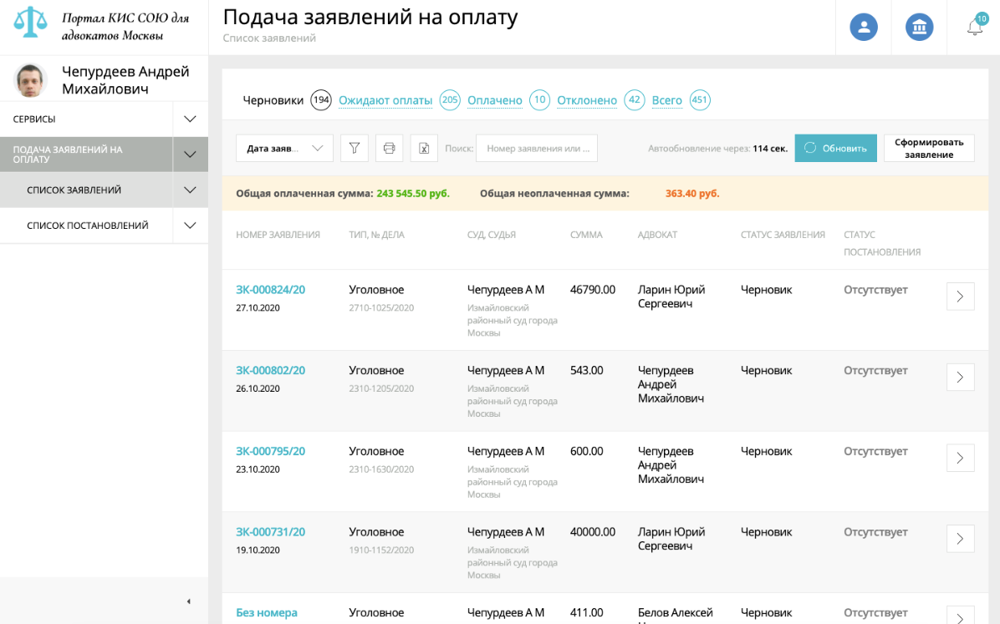 Портал КИС СОЮ для
адвокатов Москвы
Чепурдеев Андрей
Михайлович
СЕРВИСЫ
ПОДАЧА ЗАЯВЛЕНИЙ НА
ОПЛАТУ
СПИСОК ЗАЯВЛЕНИЙ
СПИСОК ПОСТАНОВЛЕНИЙ
Подача заявлений на оплату
Список заявлений
10
Черновики 194 Ожидают оплаты 205 Оплачено 10 Отклонено 42 Всего 451
Дата заяв... Поиск: Номер заявления или ... Автообновление через: 114 сек. Обновить
Сформировать
заявление
Общая оплаченная сумма: 243 545.50 руб. Общая неоплаченная сумма: 363.40 руб.
НОМЕР ЗАЯВЛЕНИЯ ТИП, № ДЕЛА СУД, СУДЬЯ СУММА АДВОКАТ СТАТУС ЗАЯВЛЕНИЯ СТАТУС
ПОСТАНОВЛЕНИЯ
ЗК-000824/20 Уголовное Чепурдеев А М 46790.00 Ларин Юрий Черновик Отсутствует
Сергеевич
27.10.2020 2710-1025/2020 Измайловский
районный суд города
Москвы
ЗК-000802/20 Уголовное Чепурдеев А М 543.00 Чепурдеев Черновик Отсутствует
Андрей
26.10.2020 2310-1205/2020 Измайловский
Михайлович
районный суд города
Москвы
ЗК-000795/20 Уголовное Чепурдеев А М 600.00 Чепурдеев Черновик Отсутствует
Андрей
23.10.2020 2310-1630/2020 Измайловский
Михайлович
районный суд города
Москвы
ЗК-000731/20 Уголовное Чепурдеев А М 40000.00 Ларин Юрий Черновик Отсутствует
Сергеевич
19.10.2020 1910-1152/2020 Измайловский
районный суд города
Москвы
Без номера Уголовное Чепурдеев А М 411.00 Белов Алексей Черновик Отсутствует